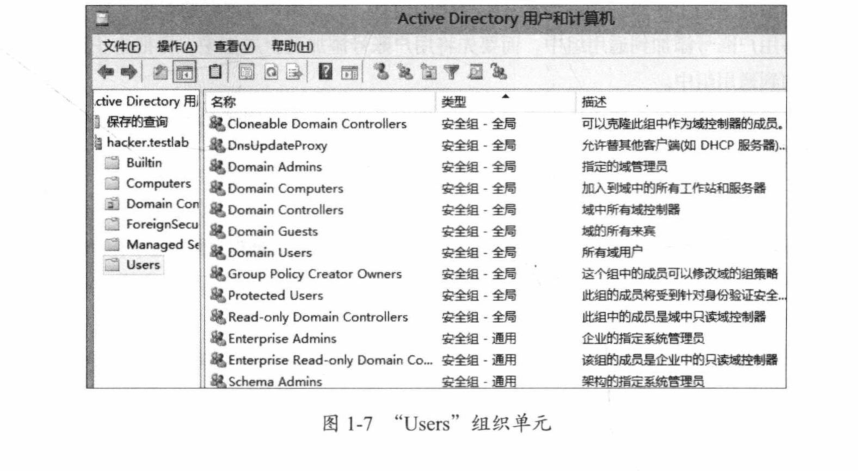 Active Directory 用户和计算机
文件(F) 操作(A) 查看(V) 帮助(H)
.ctive Directory 用
保存的查询
hacker.testlab
Builtin
Computers
Domain Con
ForeignSecu
Managed Se
Users
名称 类型 描述
Cloneable Domain Controllers 安全组 - 全局 可以克隆此组中作为域控制器的成员。
DnsUpdateProxy 安全组 - 全局 允许替其他客户端(如 DHCP 服务器)...
Domain Admins 安全组 - 全局 指定的域管理员
Domain Computers 安全组 - 全局 加入到域中的所有工作站和服务器
Domain Controllers 安全组 - 全局 域中所有域控制器
Domain Guests 安全组 - 全局 域的所有来宾
Domain Users 安全组 - 全局 所有域用户
Group Policy Creator Owners 安全组 - 全局 这个组中的成员可以修改域的组策略
Protected Users 安全组 - 全局 此组的成员将受到针对身份验证安全...
Read-only Domain Controllers 安全组 - 全局 此组中的成员是域中只读域控制器
Enterprise Admins 安全组 - 通用 企业的指定系统管理员
Enterprise Read-only Domain Co... 安全组 - 通用 该组的成员是企业中的只读域控制器
Schema Admins 安全组 - 通用 架构的指定系统管理员
图 1-7 “Users”组织单元